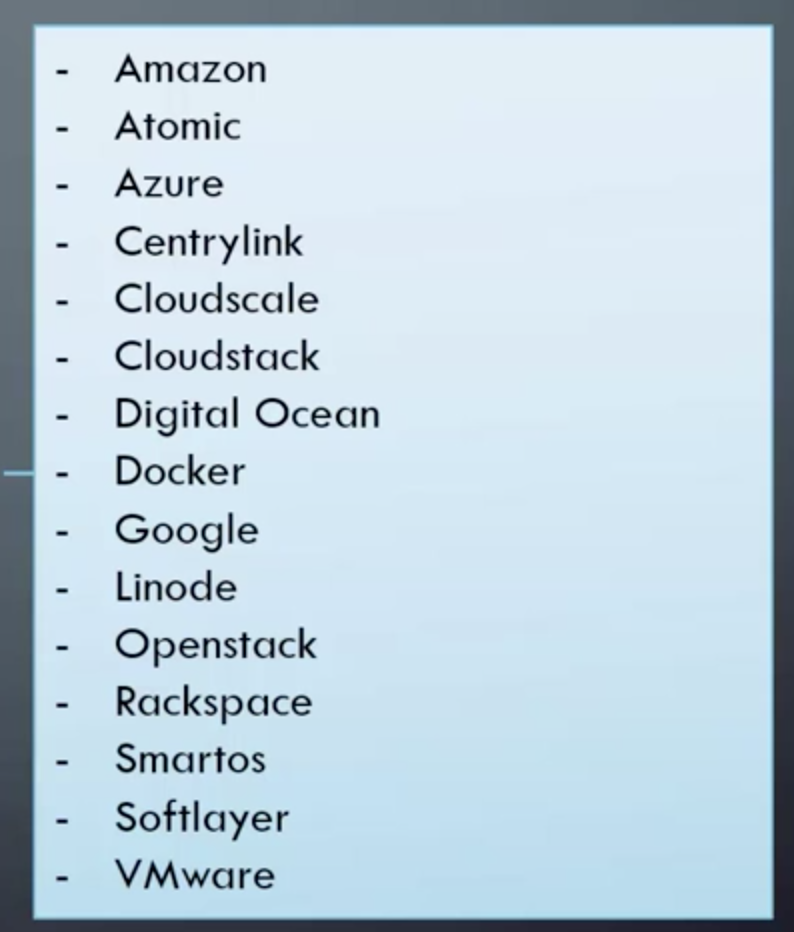 - Amazon
- Atomic
- Azure
- Centrylink
- Cloudscale
- Cloudstack
- Digital Ocean
- Docker
- Google
- Linode
- Openstack
- Rackspace
- Smartos
- Softlayer
- VMware